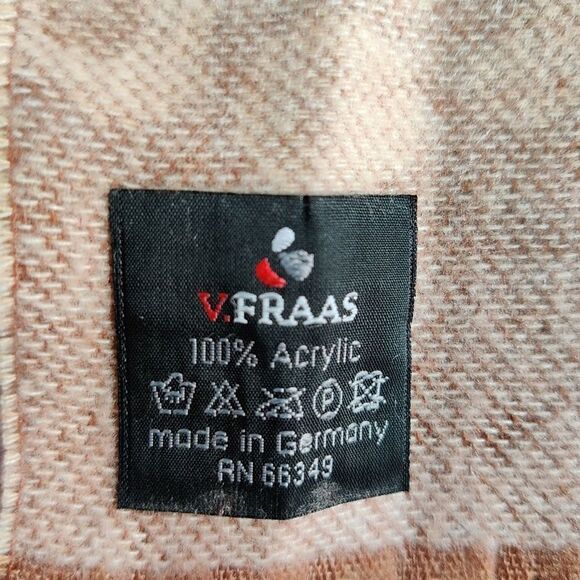 V.FRAAS
100% Acrylic
P
made in Germany
RN 66349